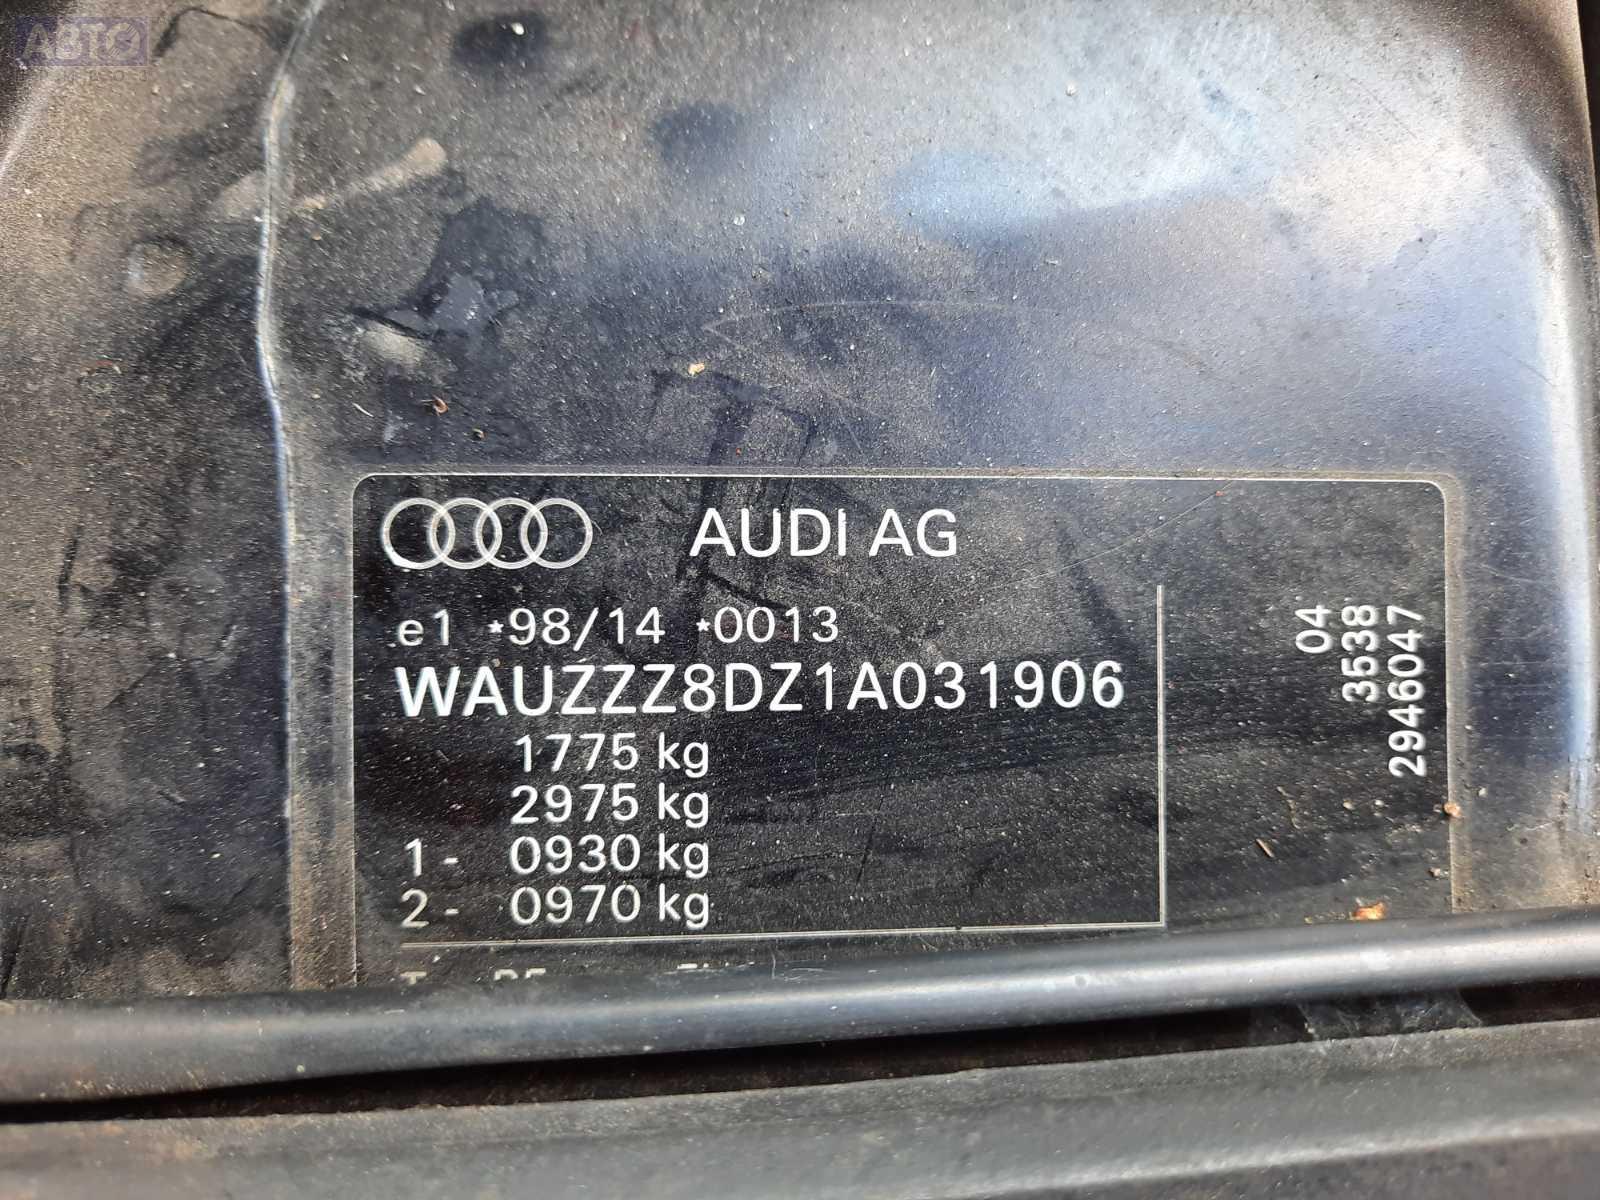 АВТО
AUDI AG
e1 *98/14 *0013
WAUZZZ8DZ1A031906
1775 kg
2975 kg
1- 0930 kg
2- 0970 kg
04
3538
2946047